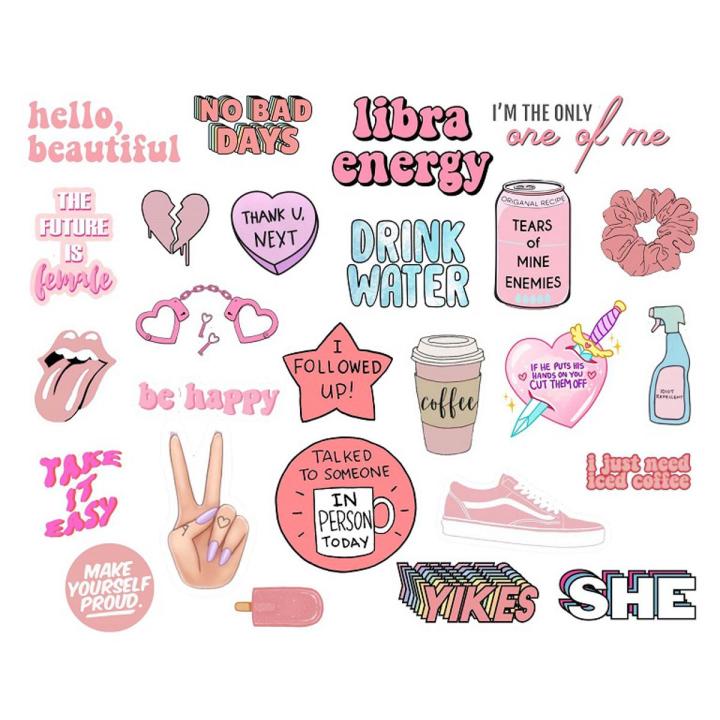 hello,
beautiful
NO BAD
DAYS
libra
energy
I'M THE ONLY
one of me
THE
FUTURE
IS
female
THANK U,
NEXT
DRINK
WATER
ORIGANAL RECIPE
TEARS
of
MINE
ENEMIES
I
FOLLOWED
UP!
be happy
coffee
IF HE PUTS HIS
HANDS ON YOU
CUT THEM OFF
IDIOT
REPELLENT
TAKE
IT
EASY
TALKED
TO SOMEONE
IN
PERSON
TODAY
i just need
iced coffee
MAKE
YOURSELF
PROUD.
YIKES
SHE